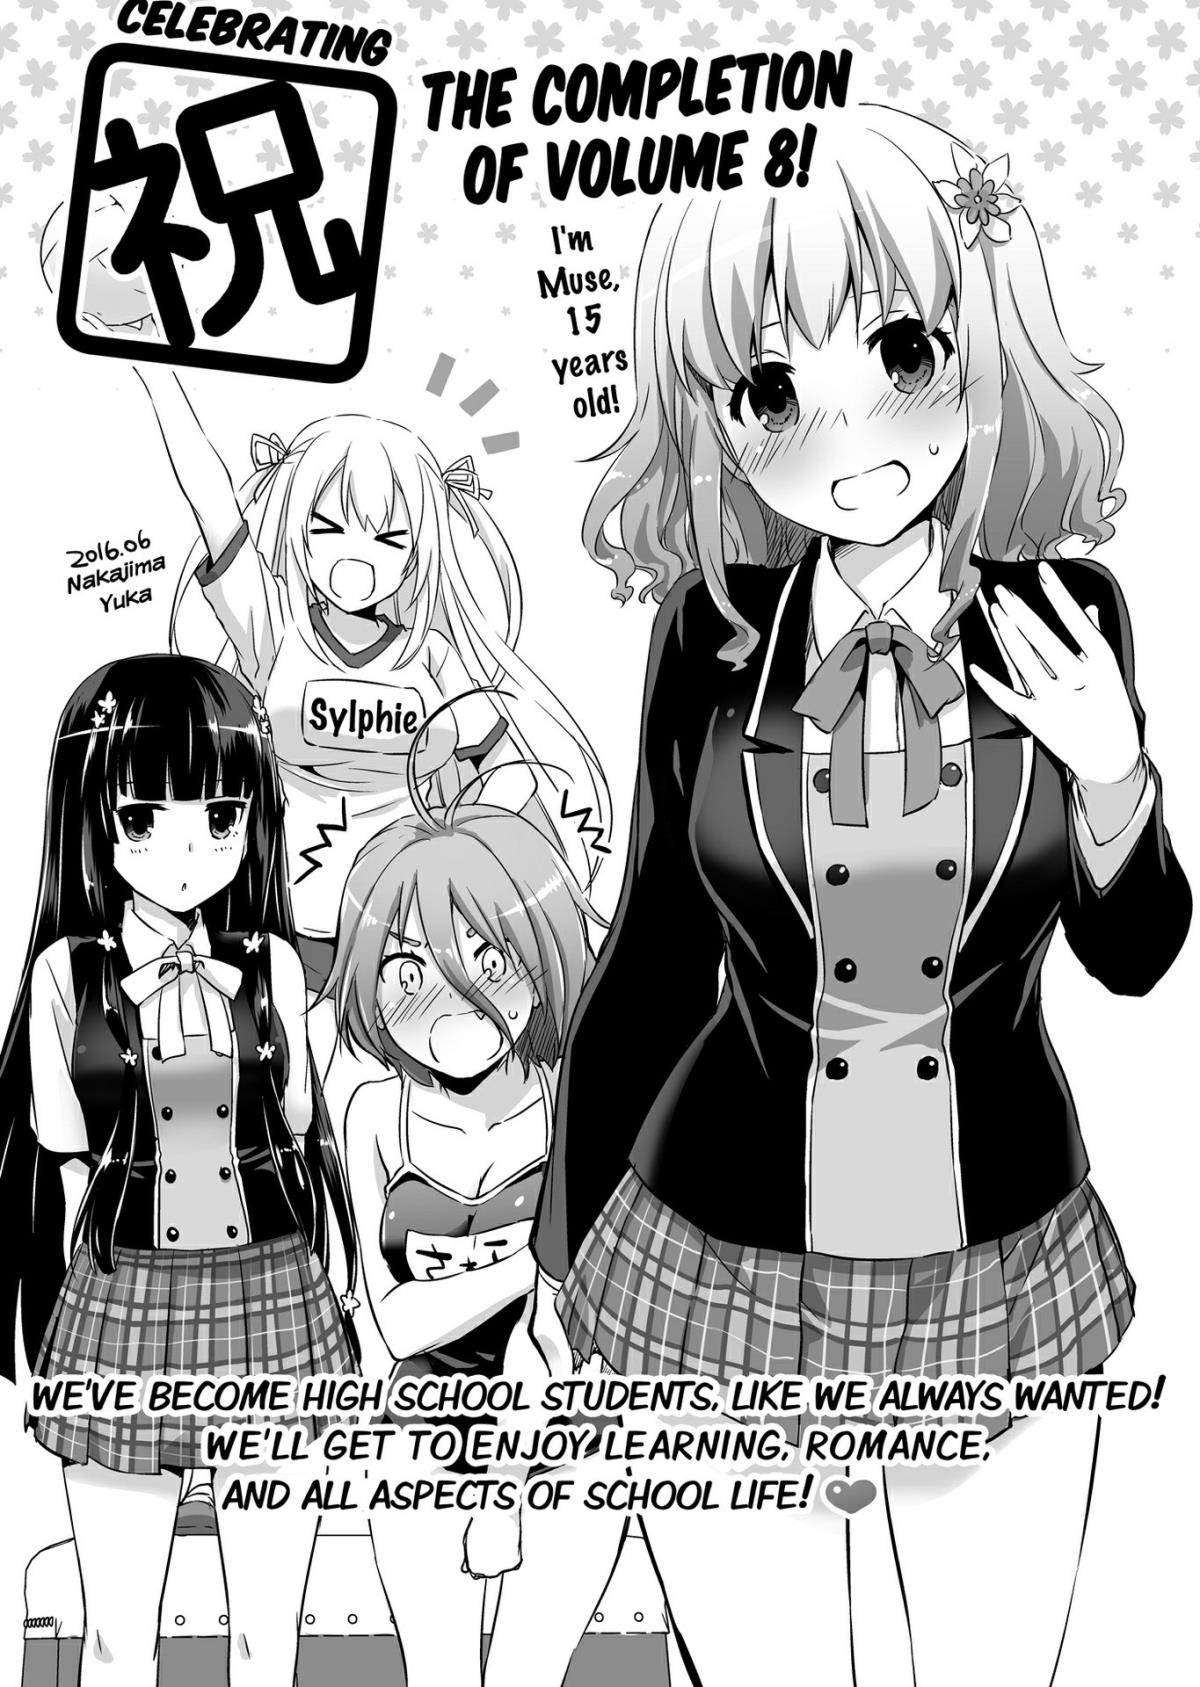 CELEBRATING
祝
THE COMPLETION
OF VOLUME 8!
I'm
Muse,
15
years
old!
2016.06
Nakajima
Yuka
Sylphie
WE'VE BECOME HIGH SCHOOL STUDENTS, LIKE WE ALWAYS WANTED!
WE'LL GET TO ENJOY LEARNING, ROMANCE,
AND ALL ASPECTS OF SCHOOL LIFE!